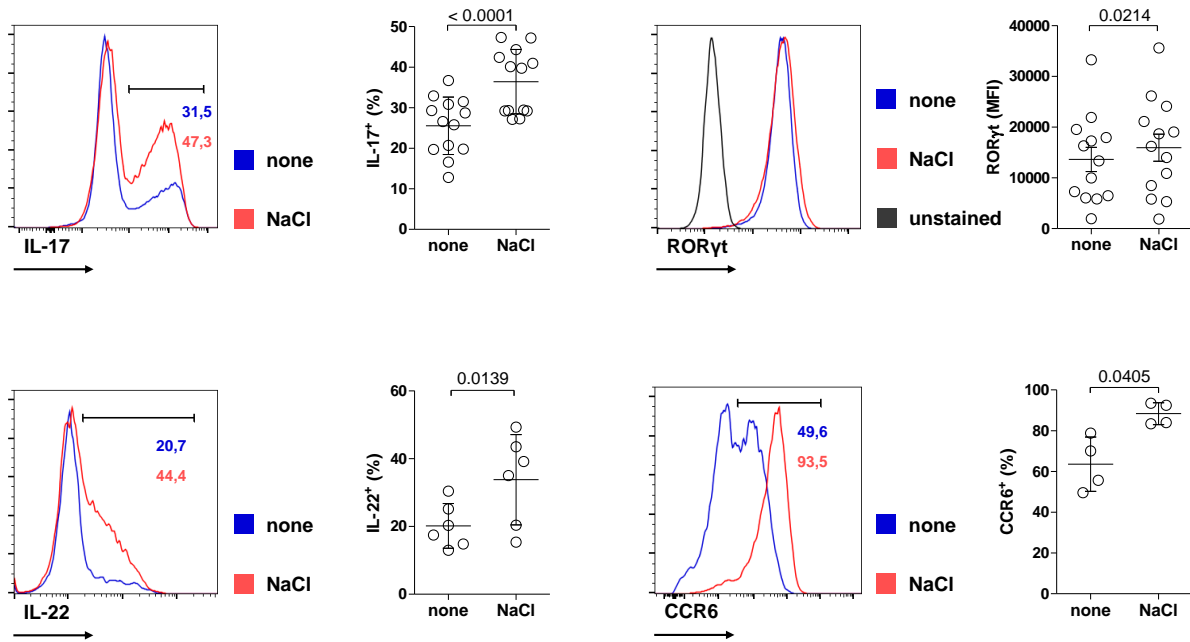 31,5
47,3
IL-17
none
NaCl
< 0.0001
50
40
30
20
10
0
IL-17+ (%)
none NaCl
RORγt
none
NaCl
unstained
0.0214
40000
30000
20000
10000
0
RORγt (MFI)
none NaCl
20,7
44,4
IL-22
none
NaCl
0.0139
60
40
20
0
IL-22+ (%)
none NaCl
49,6
93,5
CCR6
none
NaCl
0.0405
100
80
60
40
20
0
CCR6+ (%)
none NaCl